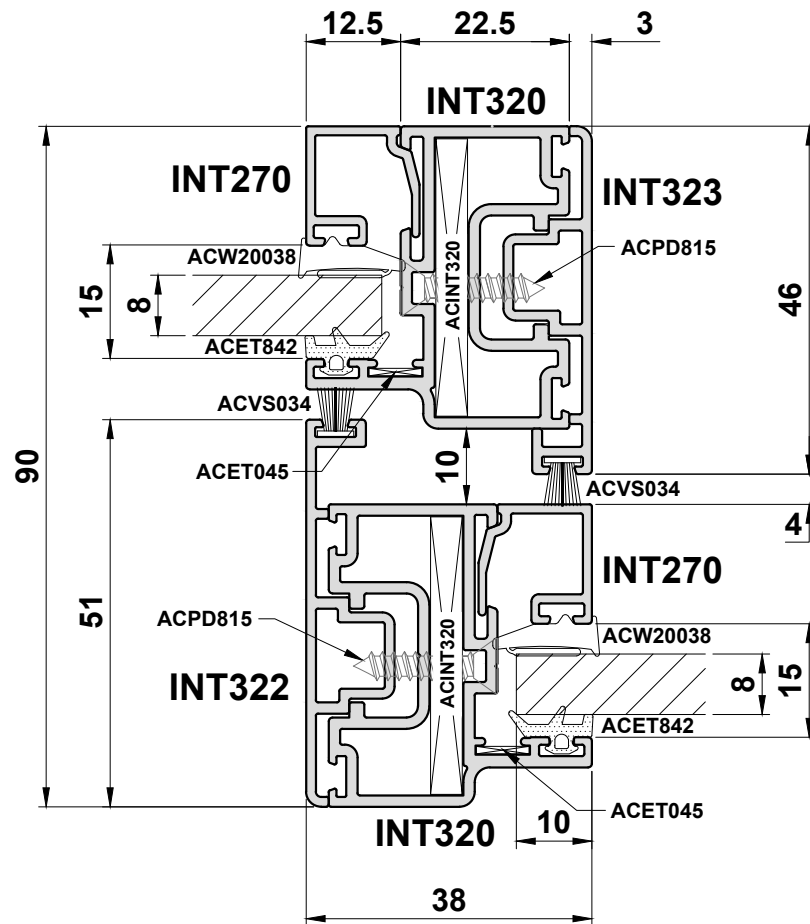 12.5
22.5
3
INT320
INT270
INT323
ACW20038
ACPD815
ACINT320
15
8
46
ACET842
ACVS034
90
ACET045
10
ACVS034
4
INT270
51
ACPD815
ACW20038
ACINT320
15
8
INT322
ACET842
ACET045
INT320
10
38